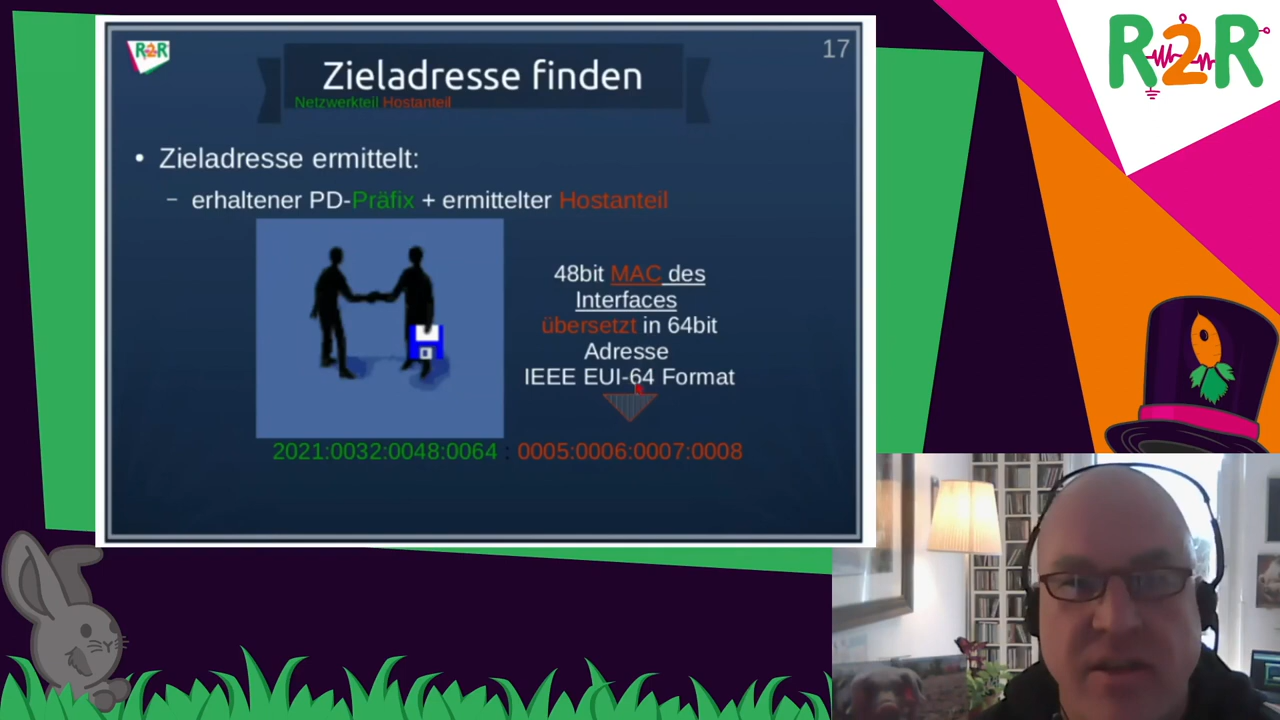 R2R
17
Zieladresse finden
Netzwerkteil Hostanteil
• Zieladresse ermittelt:
– erhaltener PD-Präfix + ermittelter Hostanteil
48bit MAC des
Interfaces
übersetzt in 64bit
Adresse
IEEE EUI-64 Format
2021:0032:0048:0064 : 0005:0006:0007:0008
R2R